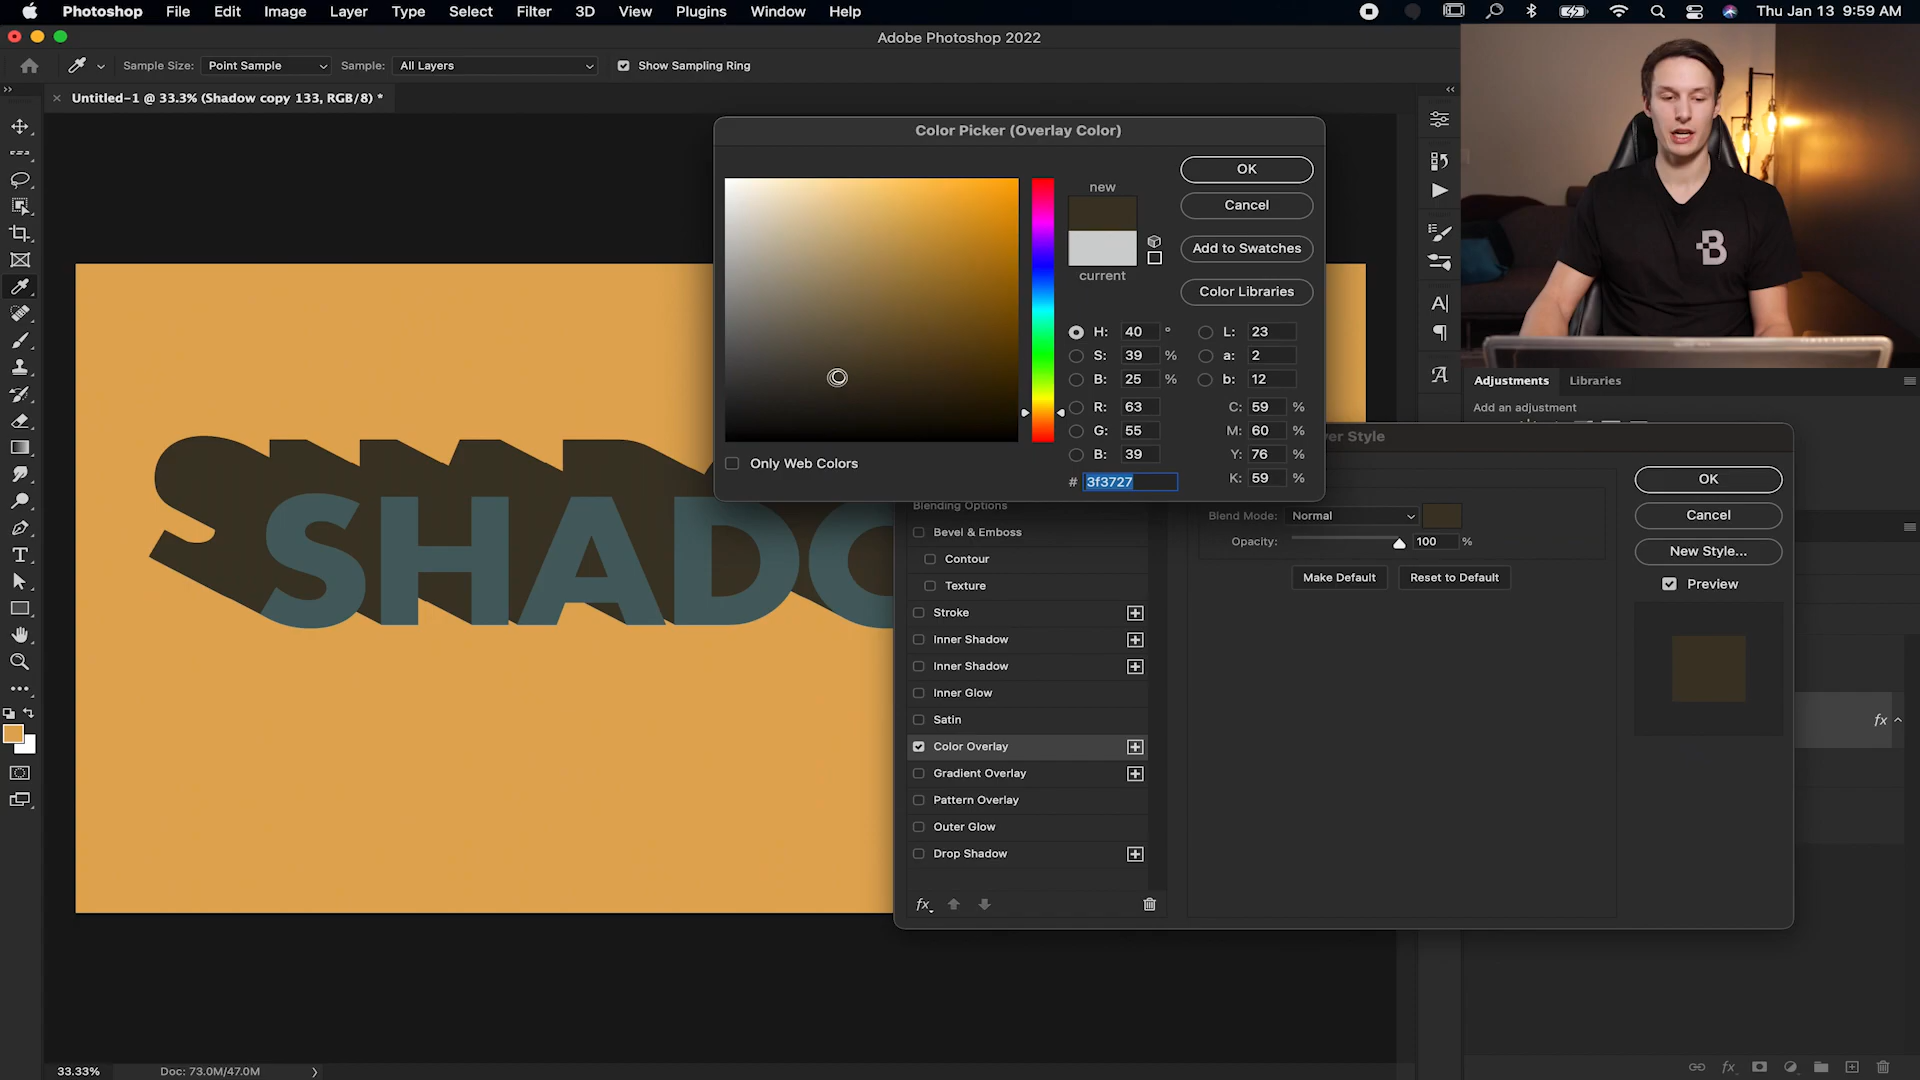 Photoshop File Edit Image Layer Type Select Filter 3D View Plugins Window Help Thu Jan 13 9:59 AM
Adobe Photoshop 2022
Sample Size: Point Sample Sample: All Layers Show Sampling Ring
Untitled-1 @ 33.3% (Shadow copy 133, RGB/8) *
Color Picker (Overlay Color)
new
current
OK
Cancel
Add to Swatches
Color Libraries
H: 40 ° L: 23
S: 39 % a: 2
B: 25 % b: 12
R: 63 C: 59 %
G: 55 M: 60 %
B: 39 Y: 76 %
# 3f3727 K: 59 %
Only Web Colors
SHADO
B
Adjustments Libraries
Add an adjustment
er Style
Blending Options
Bevel & Emboss
Contour
Texture
Stroke
Inner Shadow
Inner Shadow
Inner Glow
Satin
Color Overlay
Gradient Overlay
Pattern Overlay
Outer Glow
Drop Shadow
fx
Blend Mode: Normal
Opacity: 100 %
Make Default Reset to Default
OK
Cancel
New Style...
Preview
fx
33.33% Doc: 73.0M/47.0M
fx